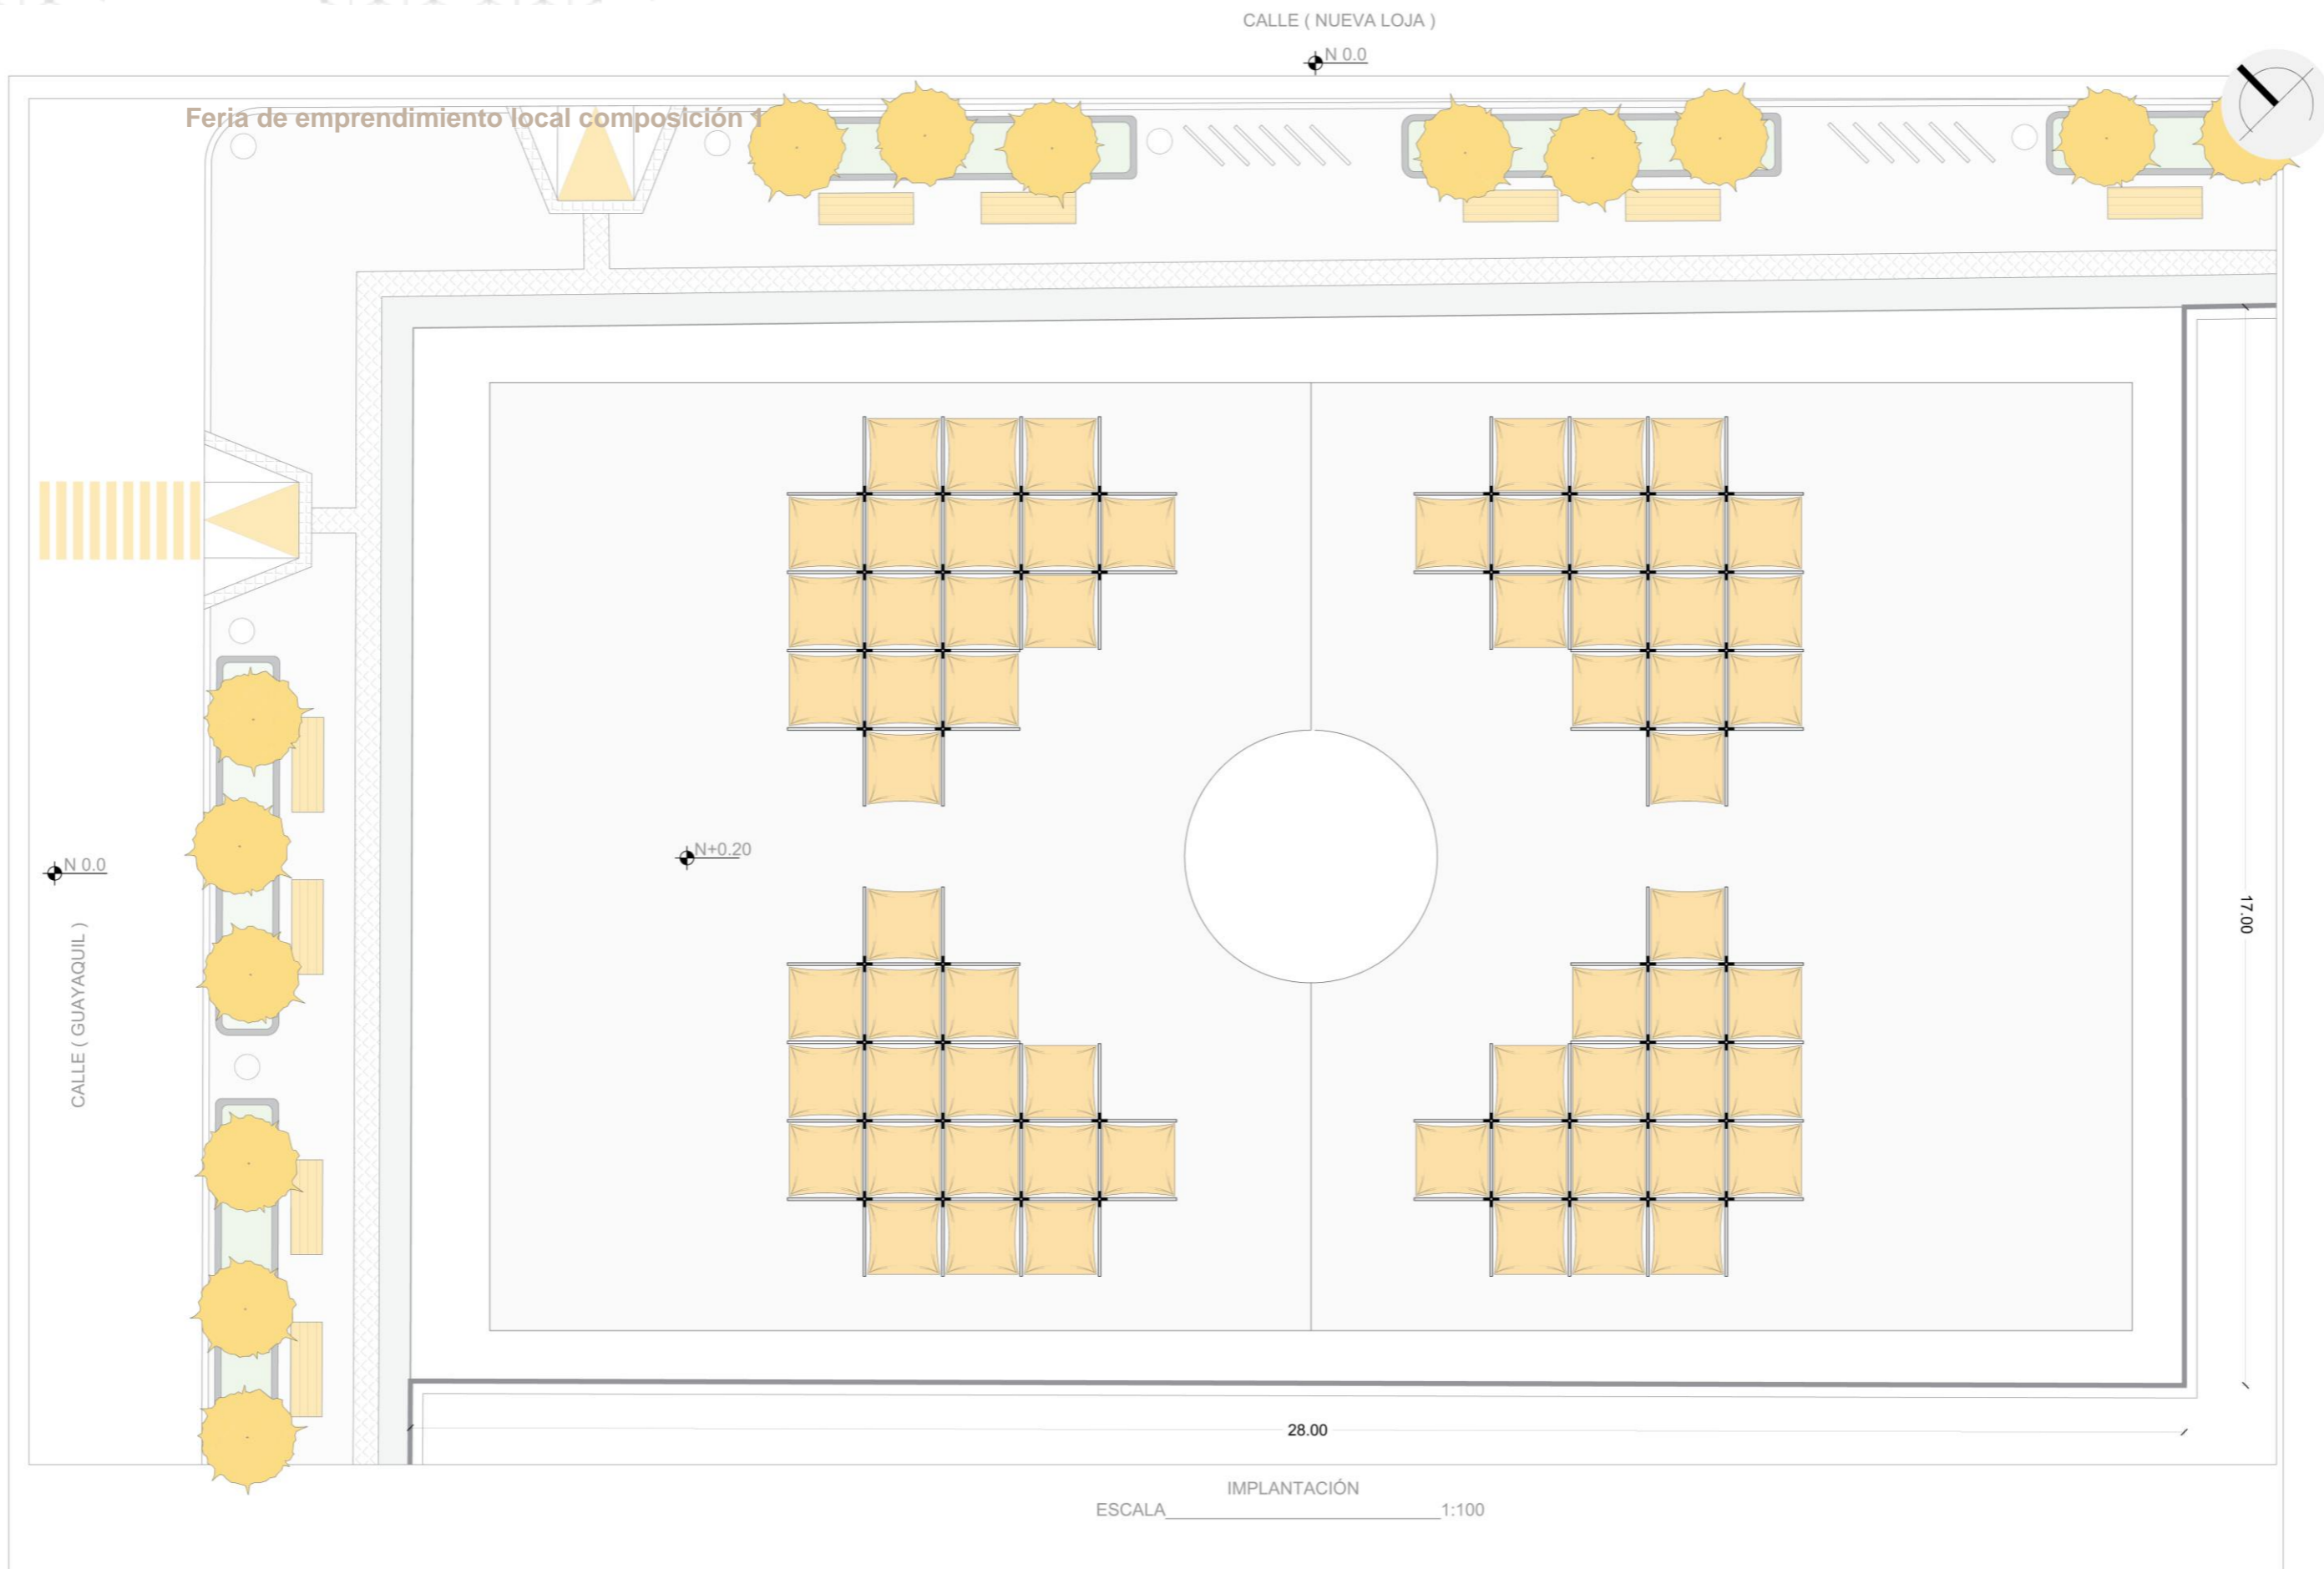 CALLE ( NUEVA LOJA )
N 0.0
Feria de emprendimiento local composición 1
N+0.20
N 0.0
CALLE ( GUAYAQUIL )
17.00
28.00
IMPLANTACIÓN
ESCALA 1:100